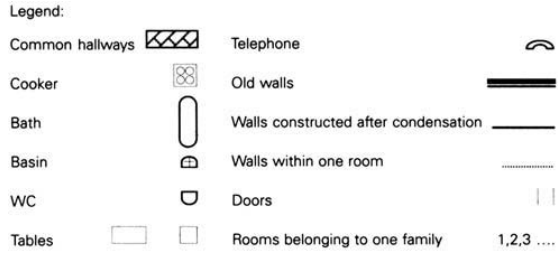 Legend:
Common hallways
Telephone
Cooker
Old walls
Bath
Walls constructed after condensation
Basin
Walls within one room
WC
Doors
Tables
Rooms belonging to one family 1,2,3 ....